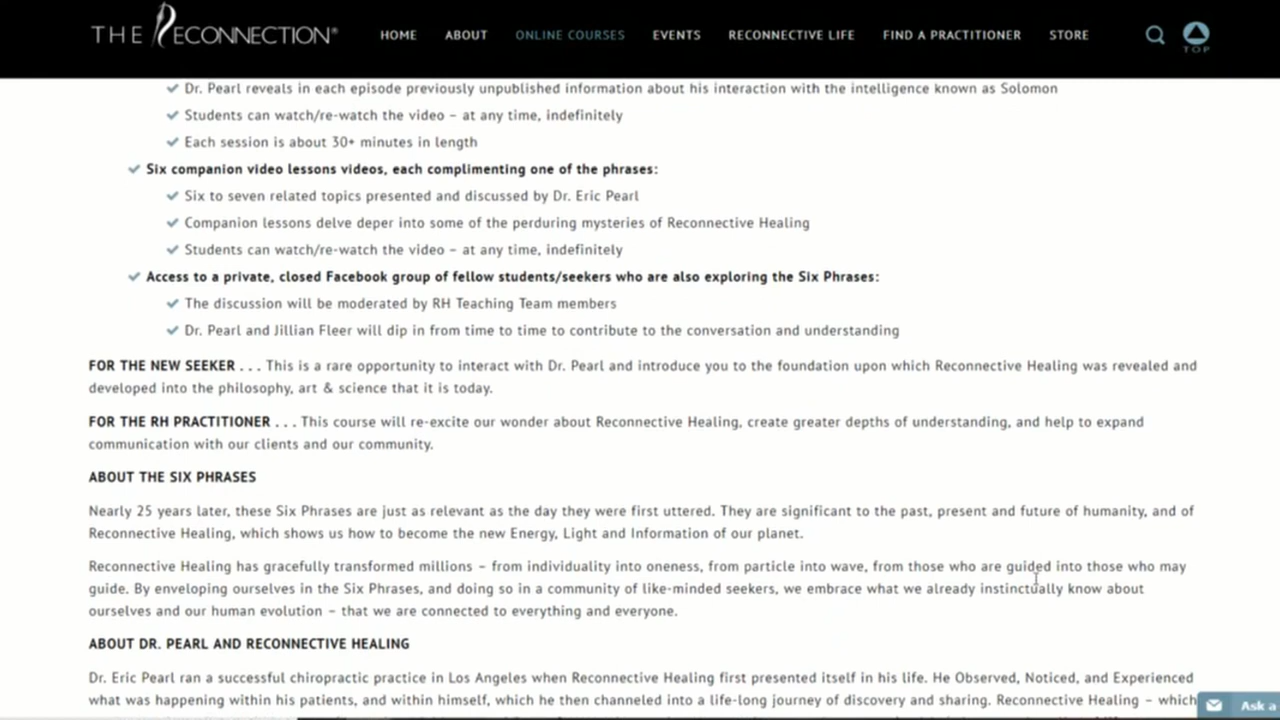 THE RECONNECTION®
HOME ABOUT ONLINE COURSES EVENTS RECONNECTIVE LIFE FIND A PRACTITIONER STORE
TOP
Dr. Pearl reveals in each episode previously unpublished information about his interaction with the intelligence known as Solomon
Students can watch/re-watch the video – at any time, indefinitely
Each session is about 30+ minutes in length
Six companion video lessons videos, each complimenting one of the phrases:
Six to seven related topics presented and discussed by Dr. Eric Pearl
Companion lessons delve deper into some of the perduring mysteries of Reconnective Healing
Students can watch/re-watch the video – at any time, indefinitely
Access to a private, closed Facebook group of fellow students/seekers who are also exploring the Six Phrases:
The discussion will be moderated by RH Teaching Team members
Dr. Pearl and Jillian Fleer will dip in from time to time to contribute to the conversation and understanding
FOR THE NEW SEEKER . . . This is a rare opportunity to interact with Dr. Pearl and introduce you to the foundation upon which Reconnective Healing was revealed and
developed into the philosophy, art & science that it is today.
FOR THE RH PRACTITIONER . . . This course will re-excite our wonder about Reconnective Healing, create greater depths of understanding, and help to expand
communication with our clients and our community.
ABOUT THE SIX PHRASES
Nearly 25 years later, these Six Phrases are just as relevant as the day they were first uttered. They are significant to the past, present and future of humanity, and of
Reconnective Healing, which shows us how to become the new Energy, Light and Information of our planet.
Reconnective Healing has gracefully transformed millions – from individuality into oneness, from particle into wave, from those who are guided into those who may
guide. By enveloping ourselves in the Six Phrases, and doing so in a community of like-minded seekers, we embrace what we already instinctually know about
ourselves and our human evolution – that we are connected to everything and everyone.
ABOUT DR. PEARL AND RECONNECTIVE HEALING
Dr. Eric Pearl ran a successful chiropractic practice in Los Angeles when Reconnective Healing first presented itself in his life. He Observed, Noticed, and Experienced
what was happening within his patients, and within himself, which he then channeled into a life-long journey of discovery and sharing. Reconnective Healing – which
Ask a